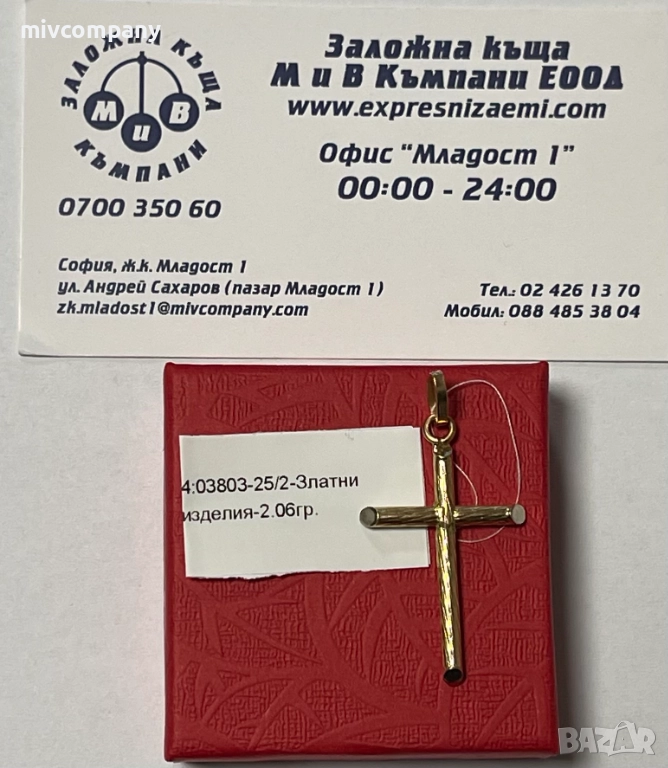 mivcompany
ЗАЛОЖНА КЪЩА
М и В
КЪМПАНИ
0700 350 60
Заложна къща
М и В Къмпани ЕООД
www.expresnizaemi.com
Офис "Младост 1"
00:00 - 24:00
София, ж.к. Младост 1
ул. Андрей Сахаров (пазар Младост 1)
zk.mladost1@mivcompany.com
Тел.: 02 426 13 70
Мобил.: 088 485 38 04
4:03803-25/2-Златни
изделия-2.06гр.
BAZAR